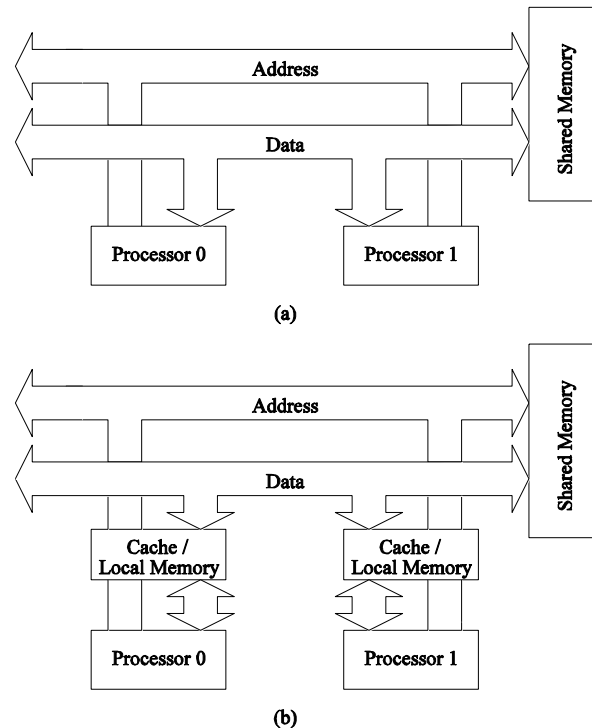 Address
Shared Memory
Data
Processor 0
Processor 1
(a)
Address
Shared Memory
Data
Cache /
Local Memory
Cache /
Local Memory
Processor 0
Processor 1
(b)